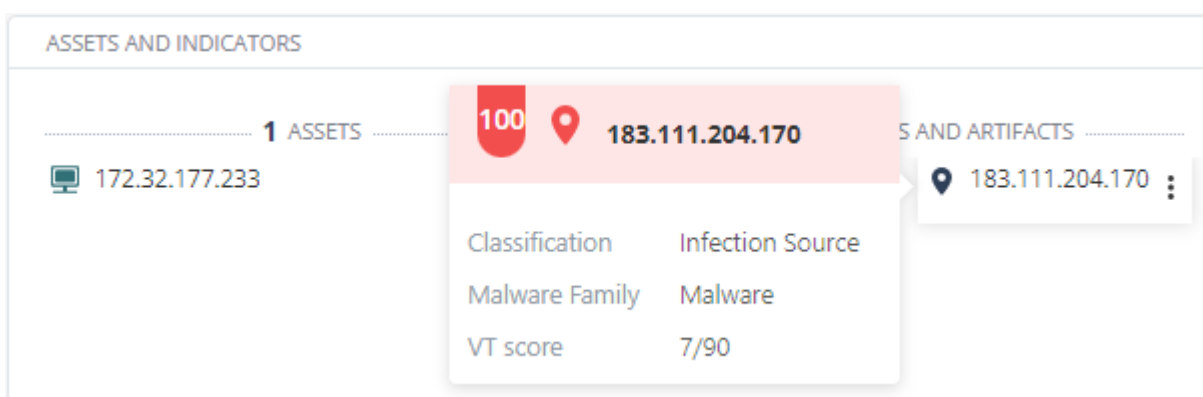 ASSETS AND INDICATORS
1 ASSETS
172.32.177.233
100 183.111.204.170
Classification Infection Source
Malware Family Malware
VT score 7/90
S AND ARTIFACTS
183.111.204.170